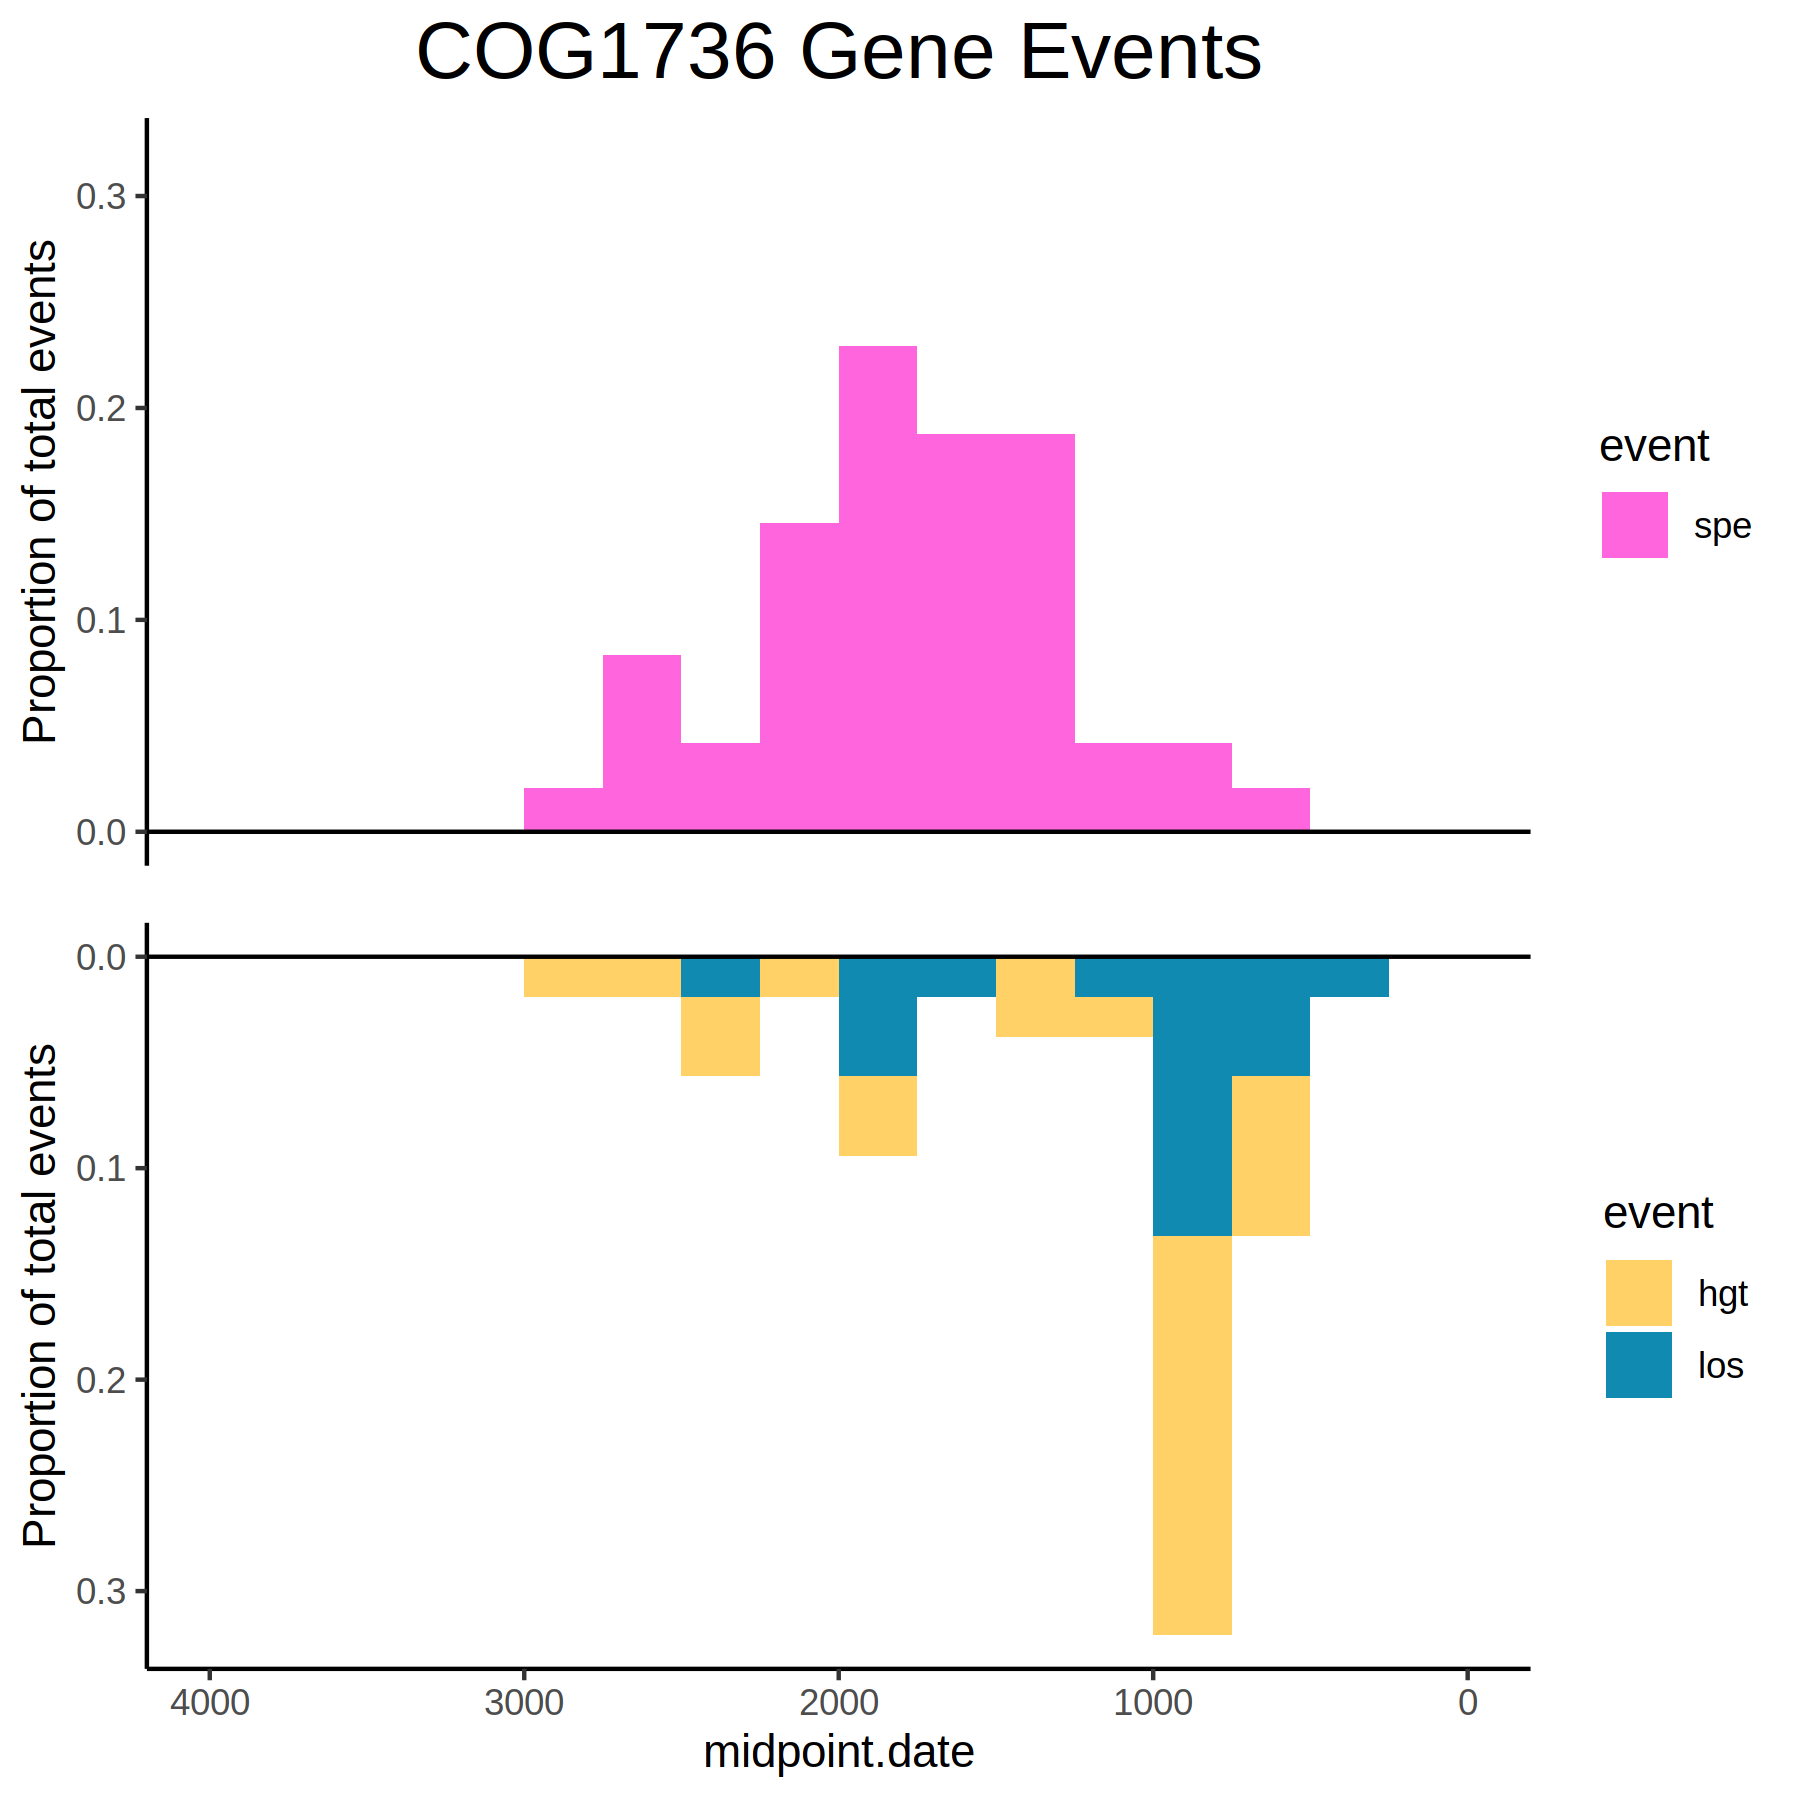 COG1736 Gene Events
Proportion of total events
0.3
0.2
0.1
0.0
event
spe
Proportion of total events
0.0
0.1
0.2
0.3
event
hgt
los
4000 3000 2000 1000 0
midpoint.date